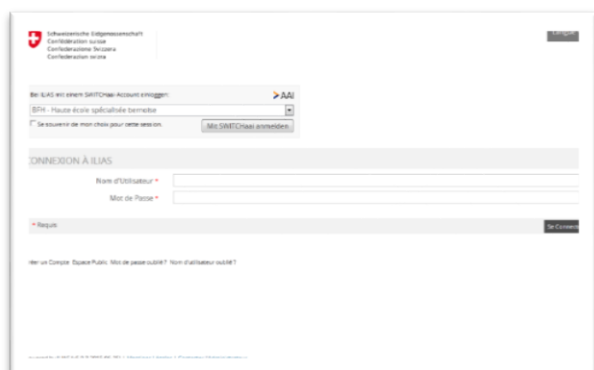 Schweizerische Eidgenossenschaft
Confédération suisse
Confederazione Svizzera
Confederaziun svizra
Bei ILIAS mit einem SWITCHaai-Account einloggen:
AAI
BFH - Haute école spécialisée bernoise
Se souvenir de mon choix pour cette session.
Mit SWITCHaai anmelden
CONNEXION À ILIAS
Nom d'Utilisateur *
Mot de Passe *
* Requis
Se Connect
un Compte Espace Public Mot de passe oublié? Nom d'utilisateur oublié?